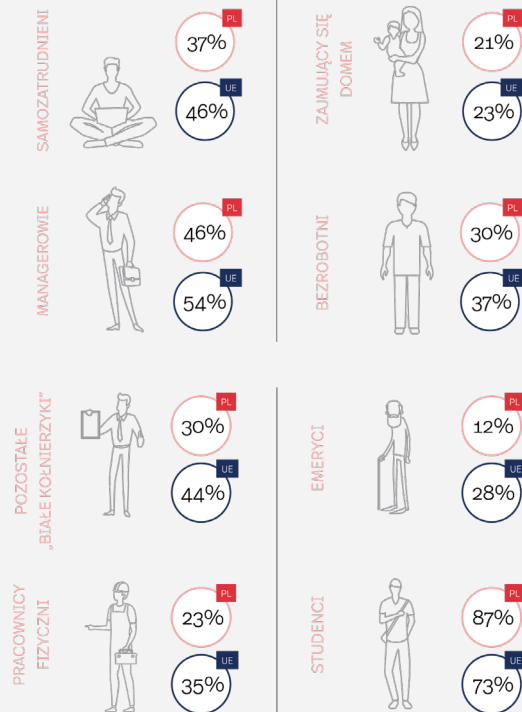 SAMOZATRUDNIENI
PL
37%
UE
46%
ZAJMUJĄCY SIĘ
DOMEM
PL
21%
UE
23%
MANAGEROWIE
PL
46%
UE
54%
BEZROBOTNI
PL
30%
UE
37%
POZOSTAŁE
„BIAŁE KOŁNIERZYKI”
PL
30%
UE
44%
EMERYCI
PL
12%
UE
28%
PRACOWNICY
FIZYCZNI
PL
23%
UE
35%
STUDENCI
PL
87%
UE
73%